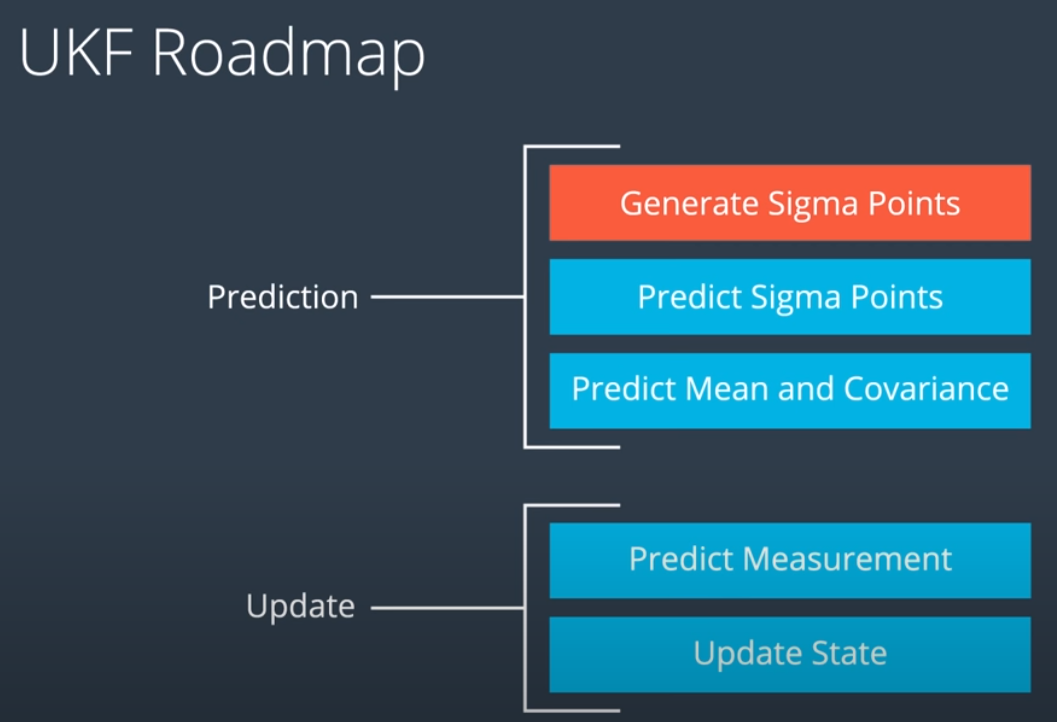 UKF Roadmap
Prediction
Generate Sigma Points
Predict Sigma Points
Predict Mean and Covariance
Update
Predict Measurement
Update State